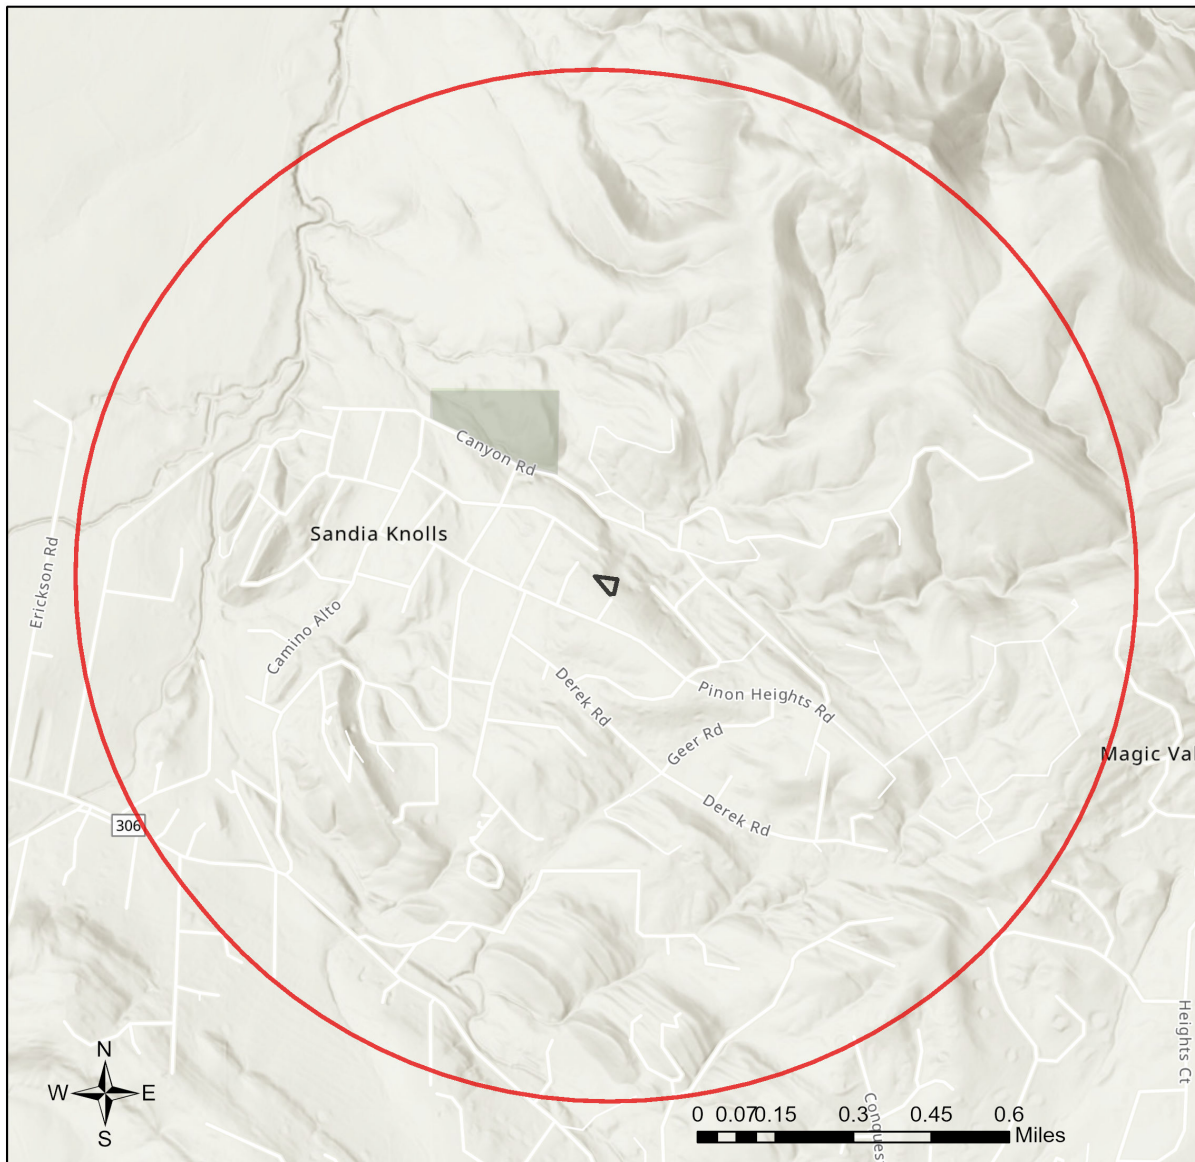 Canyon Rd
Sandia Knolls
Erickson Rd
Camino Alto
Derek Rd
Pinon Heights Rd
Geer Rd
Magic Val
Derek Rd
306
Heights Ct
N
W E
S
Conques
0 0.07 0.15 0.3 0.45 0.6
Miles